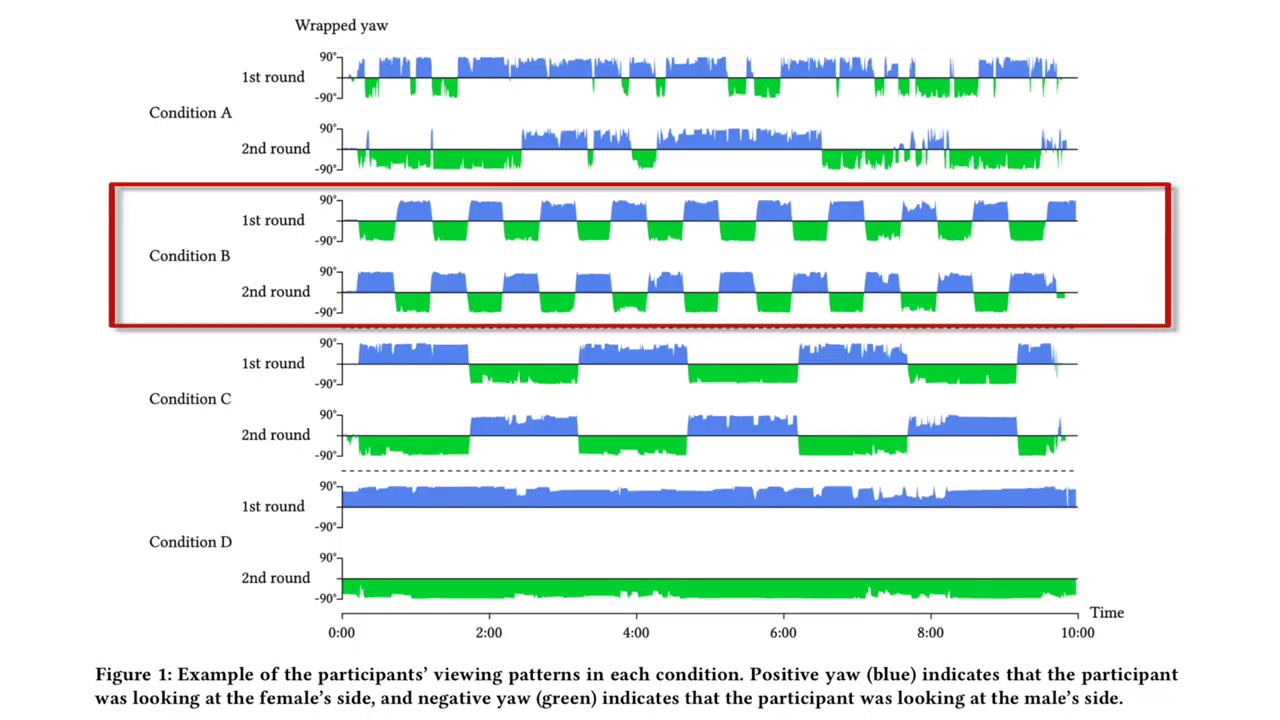 Wrapped yaw
90°
1st round
-90°
Condition A
90°
2nd round
-90°
90°
1st round
-90°
Condition B
90°
2nd round
-90°
90°
1st round
-90°
Condition C
90°
2nd round
-90°
90°
1st round
-90°
Condition D
90°
2nd round
-90°
Time
0:00 2:00 4:00 6:00 8:00 10:00
Figure 1: Example of the participants’ viewing patterns in each condition. Positive yaw (blue) indicates that the participant
was looking at the female’s side, and negative yaw (green) indicates that the participant was looking at the male’s side.